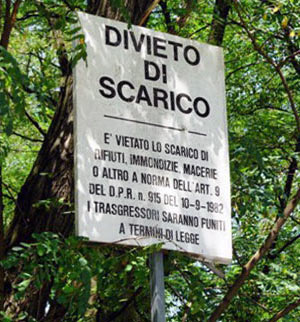 DIVIETO
DI
SCARICO
E' VIETATO LO SCARICO DI
RIFIUTI, IMMONDIZIE, MACERIE
O ALTRO A NORMA DELL'ART. 9
DEL D.P.R. n. 915 DEL 10-9-1982
I TRASGRESSORI SARANNO PUNITI
A TERMINI DI LEGGE